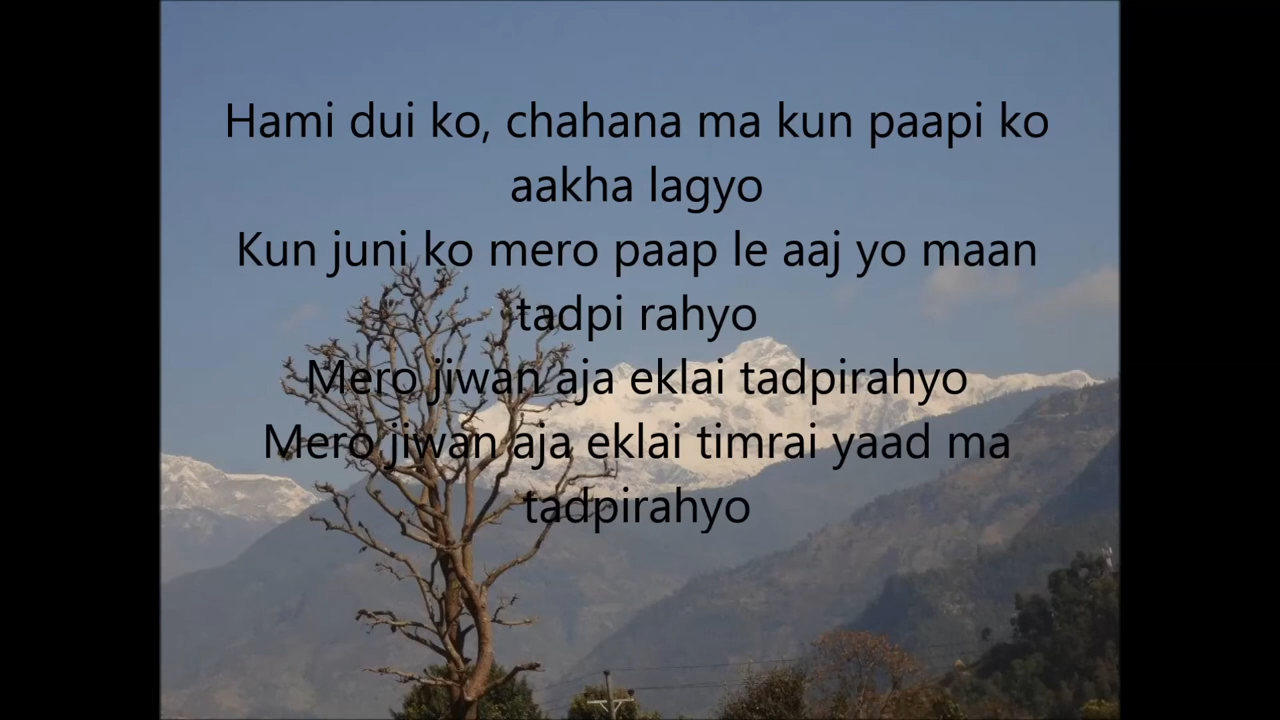 Hami dui ko, chahana ma kun paapi ko
aakha lagyo
Kun juni ko mero paap le aaj yo maan
tadpi rahyo
Mero jiwan aja eklai tadpirahyo
Mero jiwan aja eklai timrai yaad ma
tadpirahyo